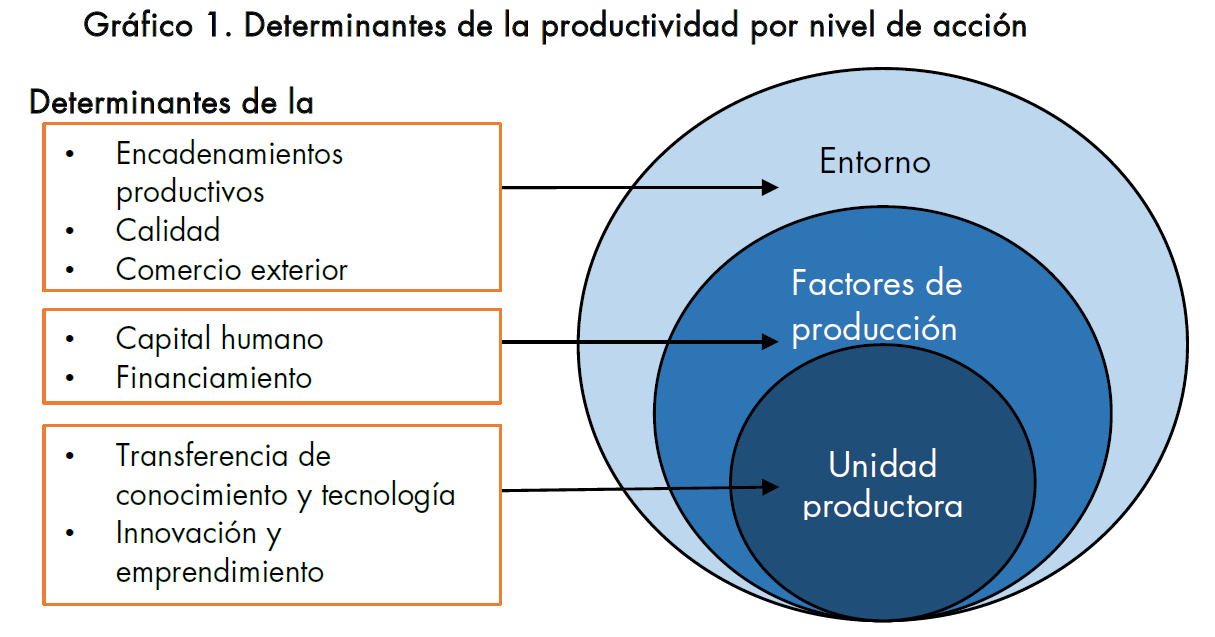 Gráfico 1. Determinantes de la productividad por nivel de acción
Determinantes de la
• Encadenamientos
productivos
• Calidad
• Comercio exterior
• Capital humano
• Financiamiento
• Transferencia de
conocimiento y tecnología
• Innovación y
emprendimiento
Entorno
Factores de
producción
Unidad
productora